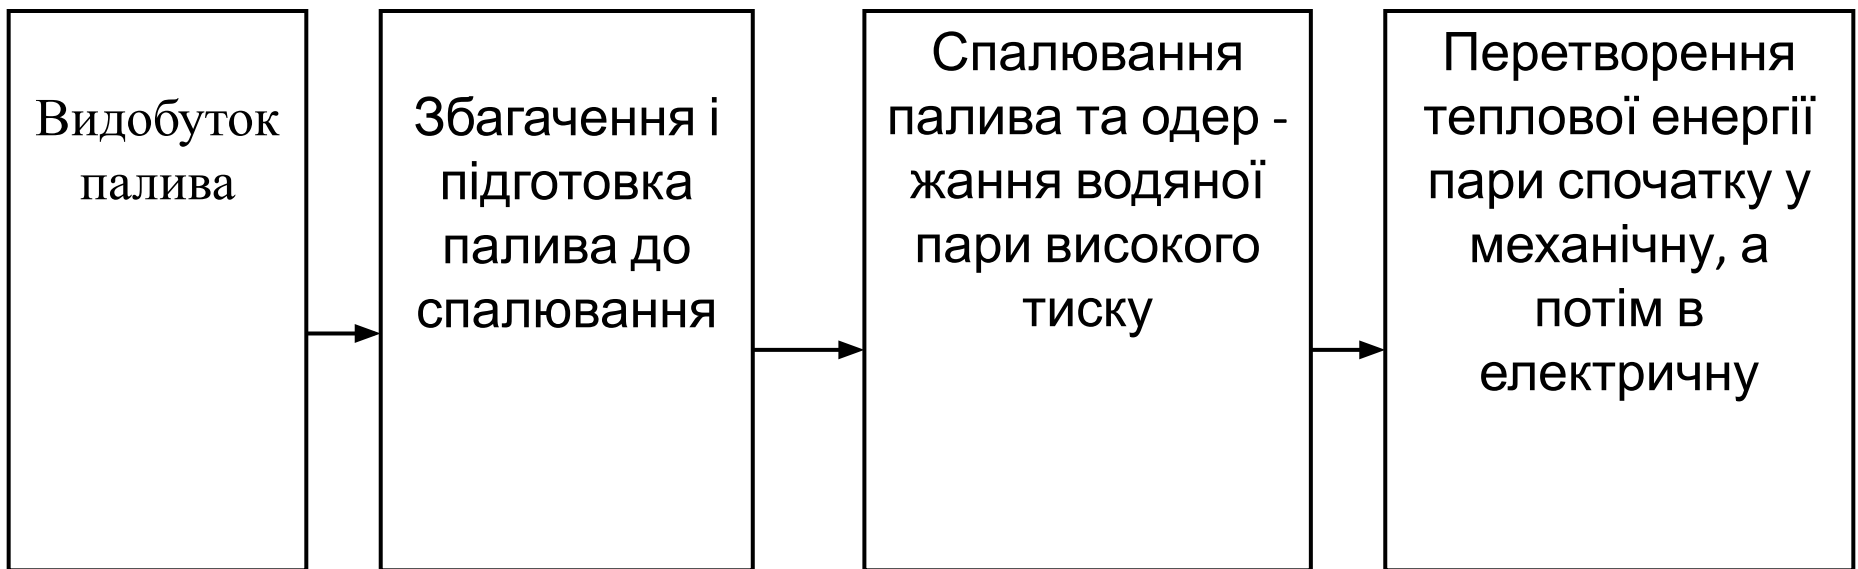 Видобуток
палива
Збагачення і
підготовка
палива до
спалювання
Спалювання
палива та одер -
жання водяної
пари високого
тиску
Перетворення
теплової енергії
пари спочатку у
механічну, а
потім в
електричну